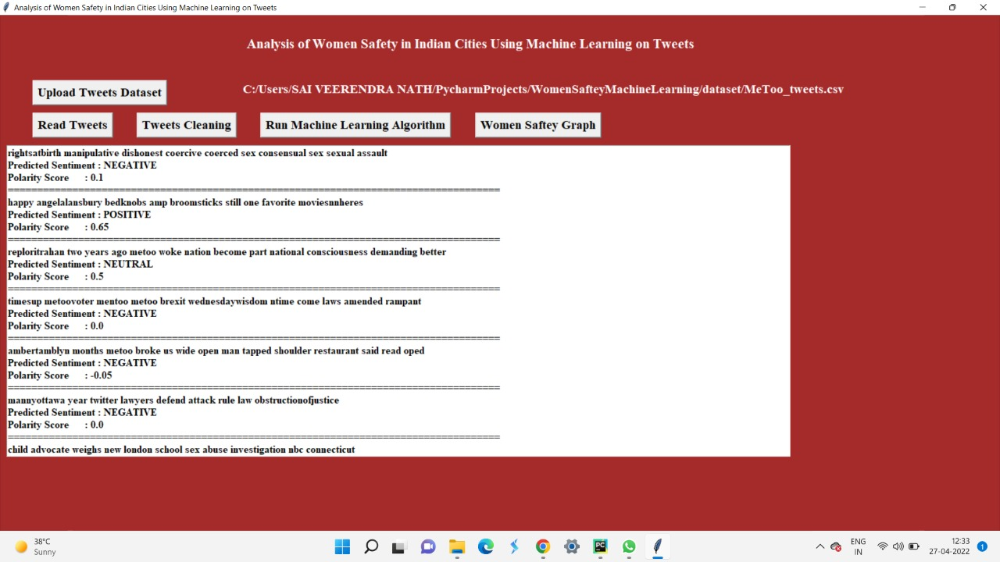 Analysis of Women Safety in Indian Cities Using Machine Learning on Tweets
Analysis of Women Safety in Indian Cities Using Machine Learning on Tweets
Upload Tweets Dataset
C:/Users/SAI VEERENDRA NATH/PycharmProjects/WomenSafteyMachineLearning/dataset/MeToo_tweets.csv
Read Tweets
Tweets Cleaning
Run Machine Learning Algorithm
Women Saftey Graph
rightsatbirth manipulative dishonest coercive coerced sex consensual sex sexual assault
Predicted Sentiment : NEGATIVE
Polarity Score : 0.1
==========================================================================================
happy angelalansbury bedknobs amp broomsticks still one favorite moviesnnheres
Predicted Sentiment : POSITIVE
Polarity Score : 0.65
==========================================================================================
reploritrahan two years ago metoo woke nation become part national consciousness demanding better
Predicted Sentiment : NEUTRAL
Polarity Score : 0.5
==========================================================================================
timesup metoovoter mentoo metoo brexit wednesdaywisdom ntime come laws amended rampant
Predicted Sentiment : NEGATIVE
Polarity Score : 0.0
==========================================================================================
ambertamblyn months metoo broke us wide open man tapped shoulder restaurant said read oped
Predicted Sentiment : NEGATIVE
Polarity Score : -0.05
==========================================================================================
mannyottawa year twitter lawyers defend attack rule law obstructionofjustice
Predicted Sentiment : NEGATIVE
Polarity Score : 0.0
==========================================================================================
child advocate weighs new london school sex abuse investigation nbc connecticut
38°C
Sunny
PC
ENG
IN
12:33
27-04-2022
1